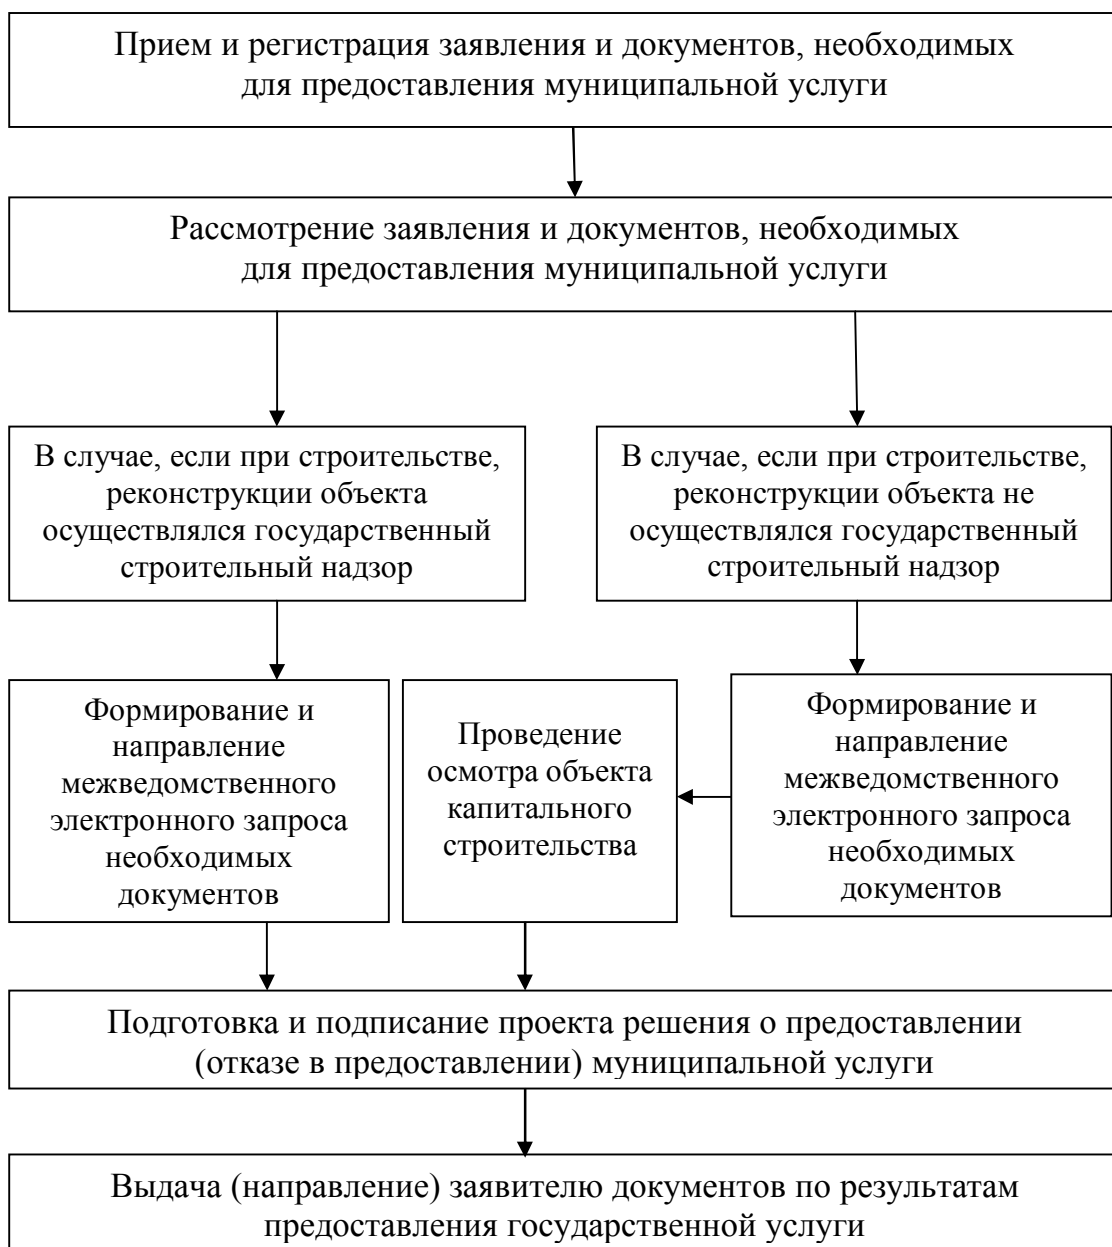 Прием и регистрация заявления и документов, необходимых
для предоставления муниципальной услуги
Рассмотрение заявления и документов, необходимых
для предоставления муниципальной услуги
В случае, если при строительстве,
реконструкции объекта
осуществлялся государственный
строительный надзор
В случае, если при строительстве,
реконструкции объекта не
осуществлялся государственный
строительный надзор
Формирование и
направление
межведомственного
электронного запроса
необходимых
документов
Проведение
осмотра объекта
капитального
строительства
Формирование и
направление
межведомственного
электронного запроса
необходимых
документов
Подготовка и подписание проекта решения о предоставлении
(отказе в предоставлении) муниципальной услуги
Выдача (направление) заявителю документов по результатам
предоставления государственной услуги